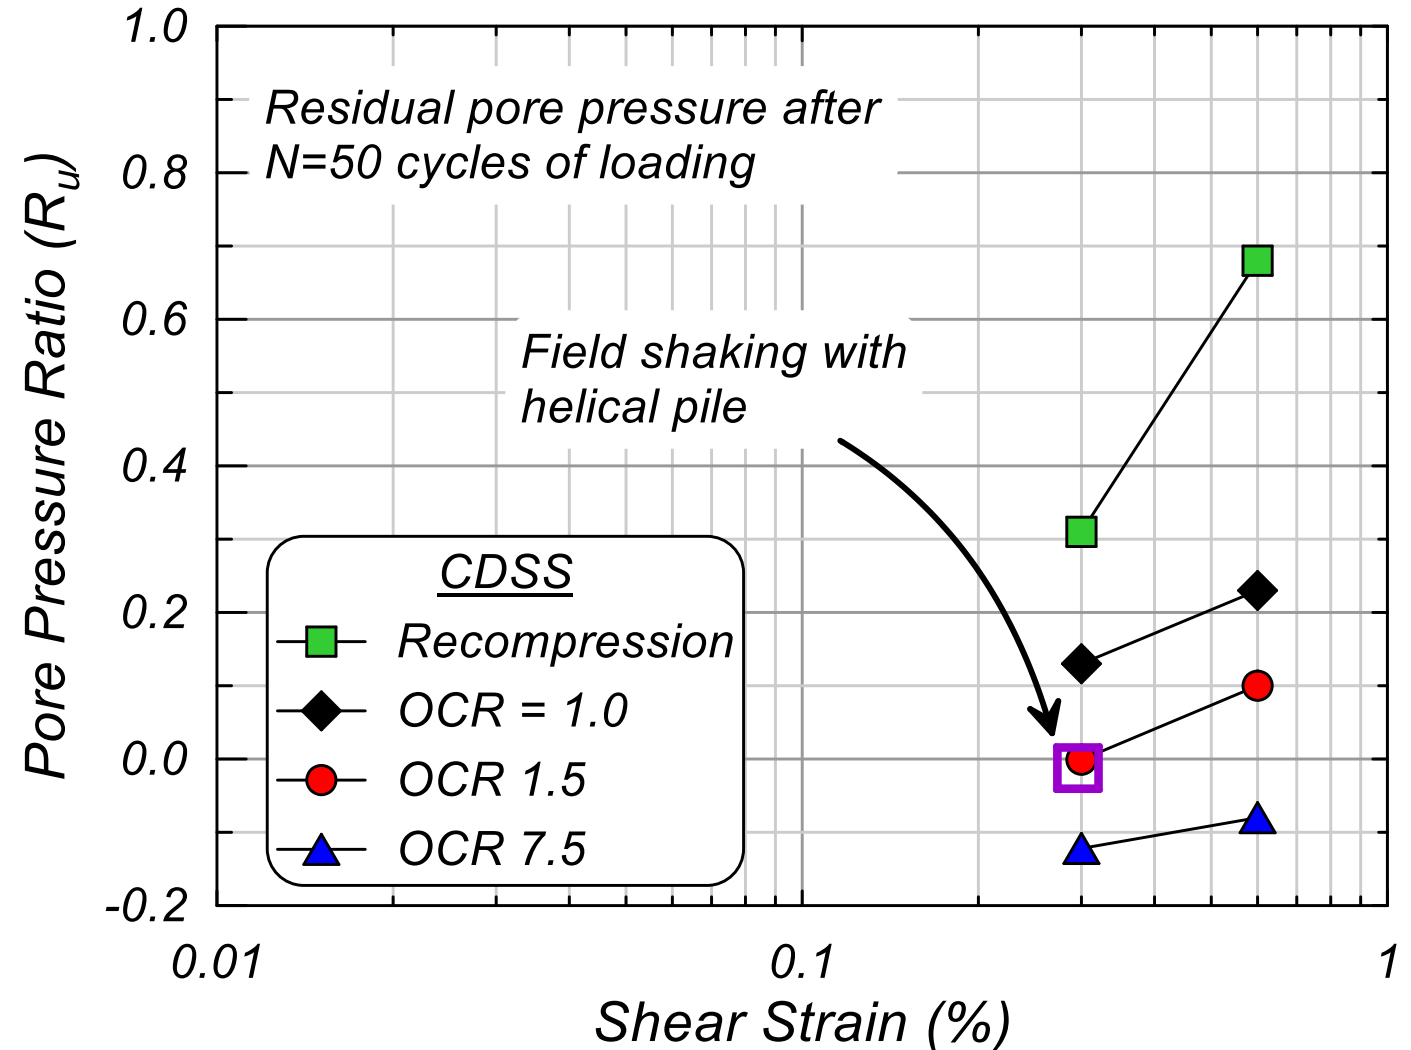 1.0
0.8
0.6
0.4
0.2
0.0
-0.2
Pore Pressure Ratio (Ru)
Residual pore pressure after
N=50 cycles of loading
Field shaking with
helical pile
CDSS
Recompression
OCR = 1.0
OCR 1.5
OCR 7.5
0.01
0.1
1
Shear Strain (%)